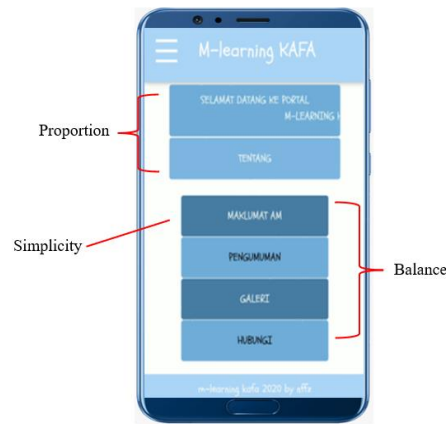 M-learning KAFA
SELAMAT DATANG KE PORTAL
M-LEARNING K
Proportion
TENTANG
MAKLUMAT AM
Simplicity
PENGUMUMAN
Balance
GALERI
HUBUNGI
m-learning kafa 2020 by effir